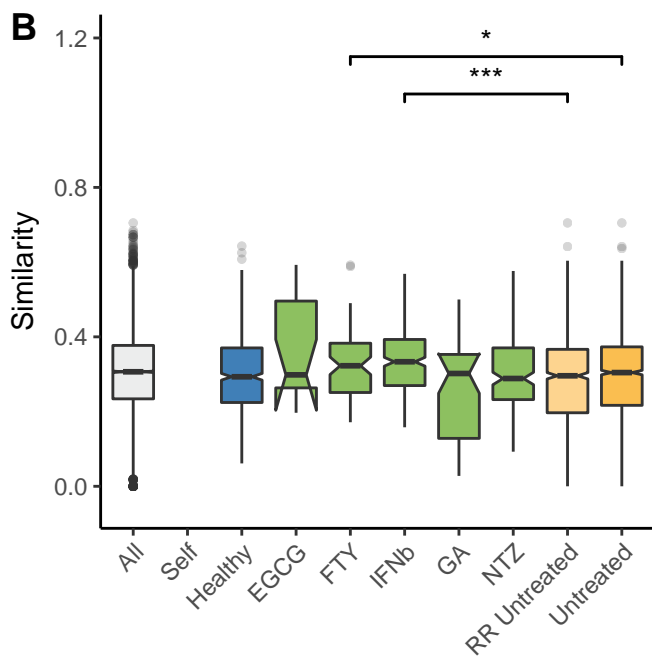 B
1.2
*
***
0.8
Similarity
0.4
0.0
All
Self
Healthy
EGCG
FTY
IFNb
GA
NTZ
RR Untreated
Untreated